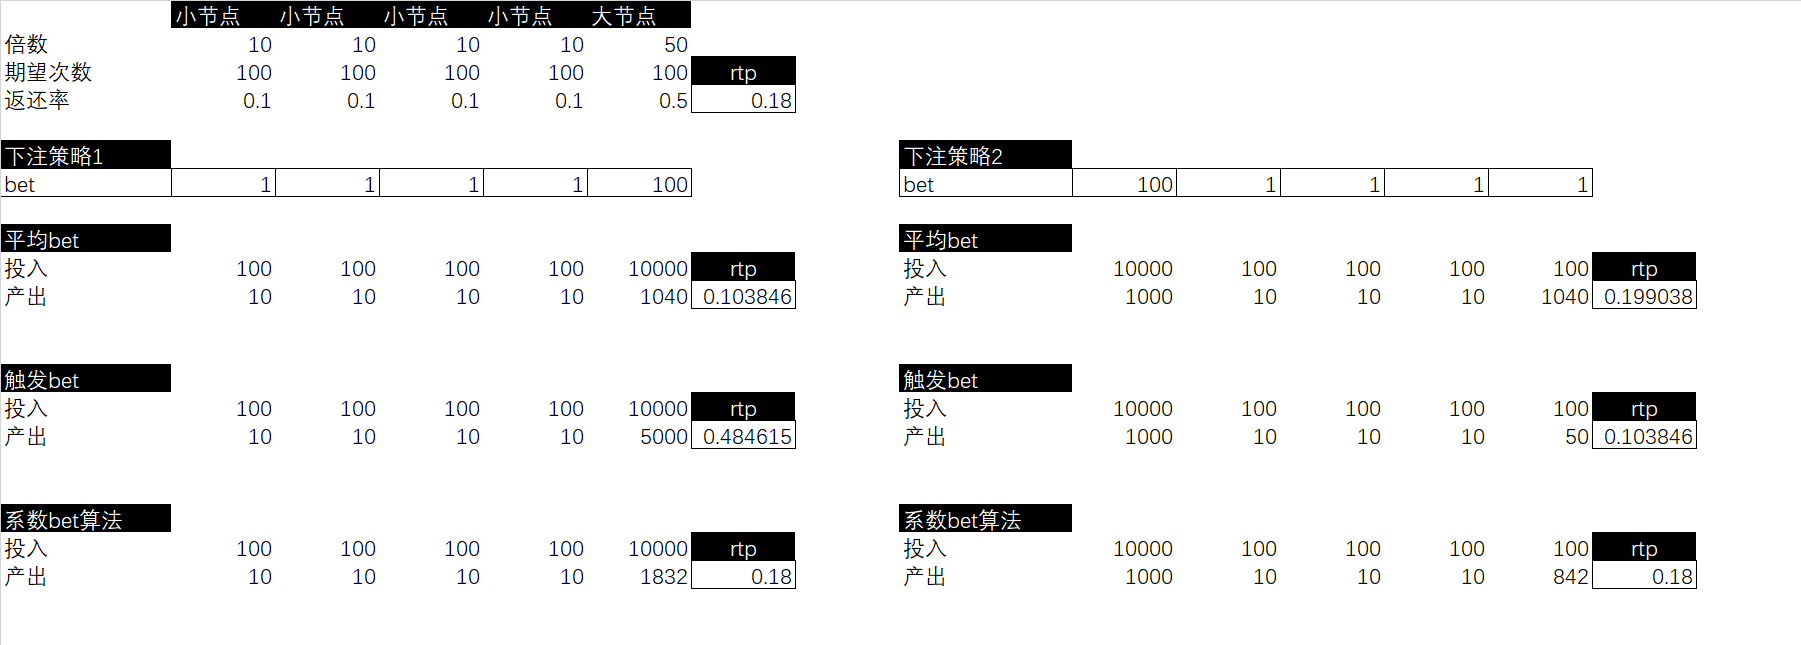 小节点 小节点 小节点 小节点 大节点
倍数 10 10 10 10 50
期望次数 100 100 100 100 100 rtp
返还率 0.1 0.1 0.1 0.1 0.5 0.18
下注策略1 下注策略2
bet 1 1 1 1 100 bet 100 1 1 1 1
平均bet 平均bet
投入 100 100 100 100 10000 rtp 投入 10000 100 100 100 100 rtp
产出 10 10 10 10 1040 0.103846 产出 1000 10 10 10 1040 0.199038
触发bet 触发bet
投入 100 100 100 100 10000 rtp 投入 10000 100 100 100 100 rtp
产出 10 10 10 10 5000 0.484615 产出 1000 10 10 10 50 0.103846
系数bet算法 系数bet算法
投入 100 100 100 100 10000 rtp 投入 10000 100 100 100 100 rtp
产出 10 10 10 10 1832 0.18 产出 1000 10 10 10 842 0.18